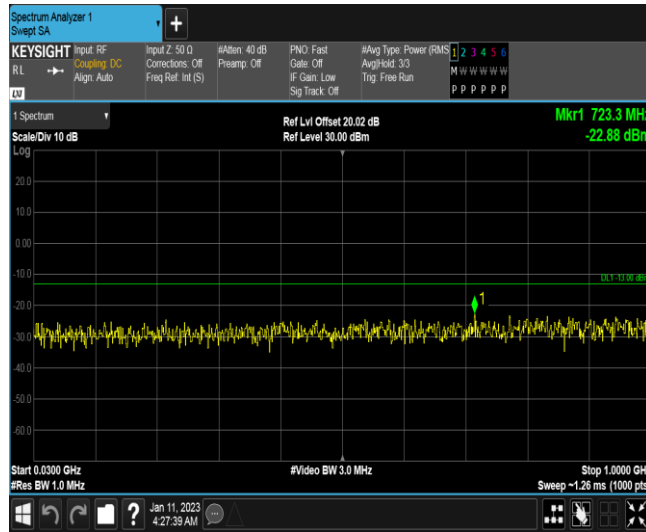 Spectrum Analyzer 1
Swept SA
+
KEYSIGHT Input: RF Input Z: 50 Ω #Atten: 40 dB PNO: Fast #Avg Type: Power (RMS 1 2 3 4 5 6
RL Coupling: DC Corrections: Off Preamp: Off Gate: Off Avg|Hold: 3/3 M W W W W W
Align: Auto Freq Ref: Int (S) IF Gain: Low Trig: Free Run
Sig Track: Off P P P P P P
LXI
1 Spectrum Ref Lvl Offset 20.02 dB Mkr1 723.3 MHz
Scale/Div 10 dB Ref Level 30.00 dBm -22.88 dBm
Log
20.0
10.0
0.00
-10.0
DL1 -13.00 dBm
1
-20.0
-30.0
-40.0
-50.0
-60.0
Start 0.0300 GHz #Video BW 3.0 MHz Stop 1.0000 GH
#Res BW 1.0 MHz Sweep ~1.26 ms (1000 pts
? Jan 11, 2023
4:27:39 AM